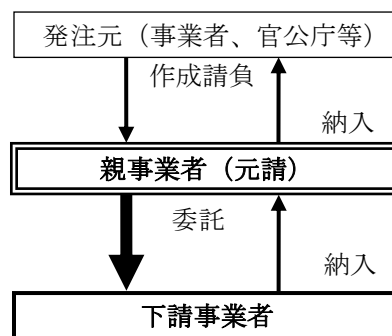 発注元（事業者、官公庁等）
作成請負
納入
親事業者（元請）
委託
納入
下請事業者